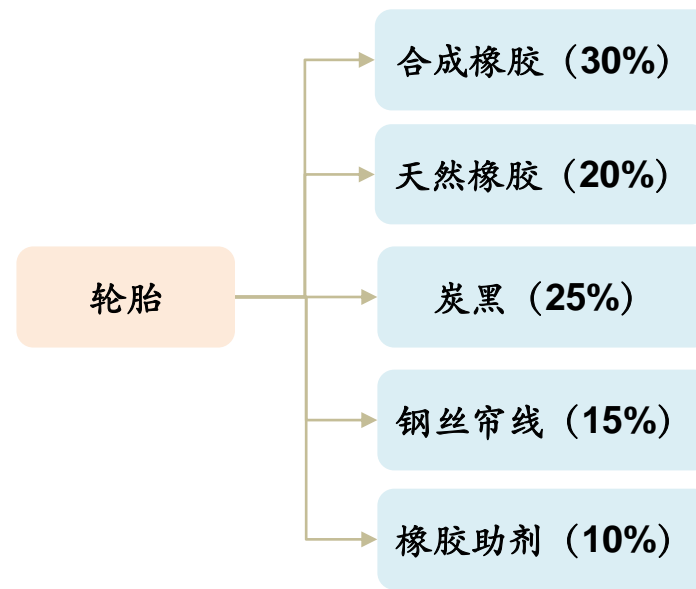 合成橡胶（30%）
天然橡胶（20%）
轮胎
炭黑（25%）
钢丝帘线（15%）
橡胶助剂（10%）